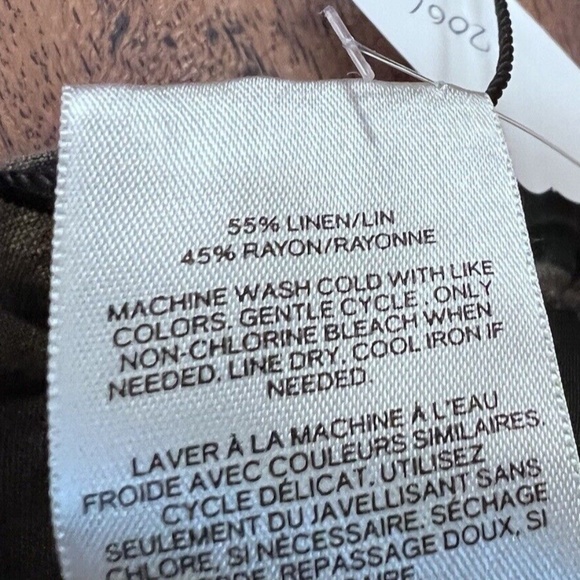 206
55% LINEN/LIN
45% RAYON/RAYONNE
MACHINE WASH COLD WITH LIKE
COLORS. GENTLE CYCLE. ONLY
NON-CHLORINE BLEACH WHEN
NEEDED. LINE DRY. COOL IRON IF
NEEDED.
LAVER À LA MACHINE À L'EAU
FROIDE AVEC COULEURS SIMILAIRES.
CYCLE DÉLICAT. UTILISEZ
SEULEMENT DU JAVELLISANT SANS
CHLORE, SI NÉCESSAIRE. SÉCHAGE
REPASSAGE DOUX, SI